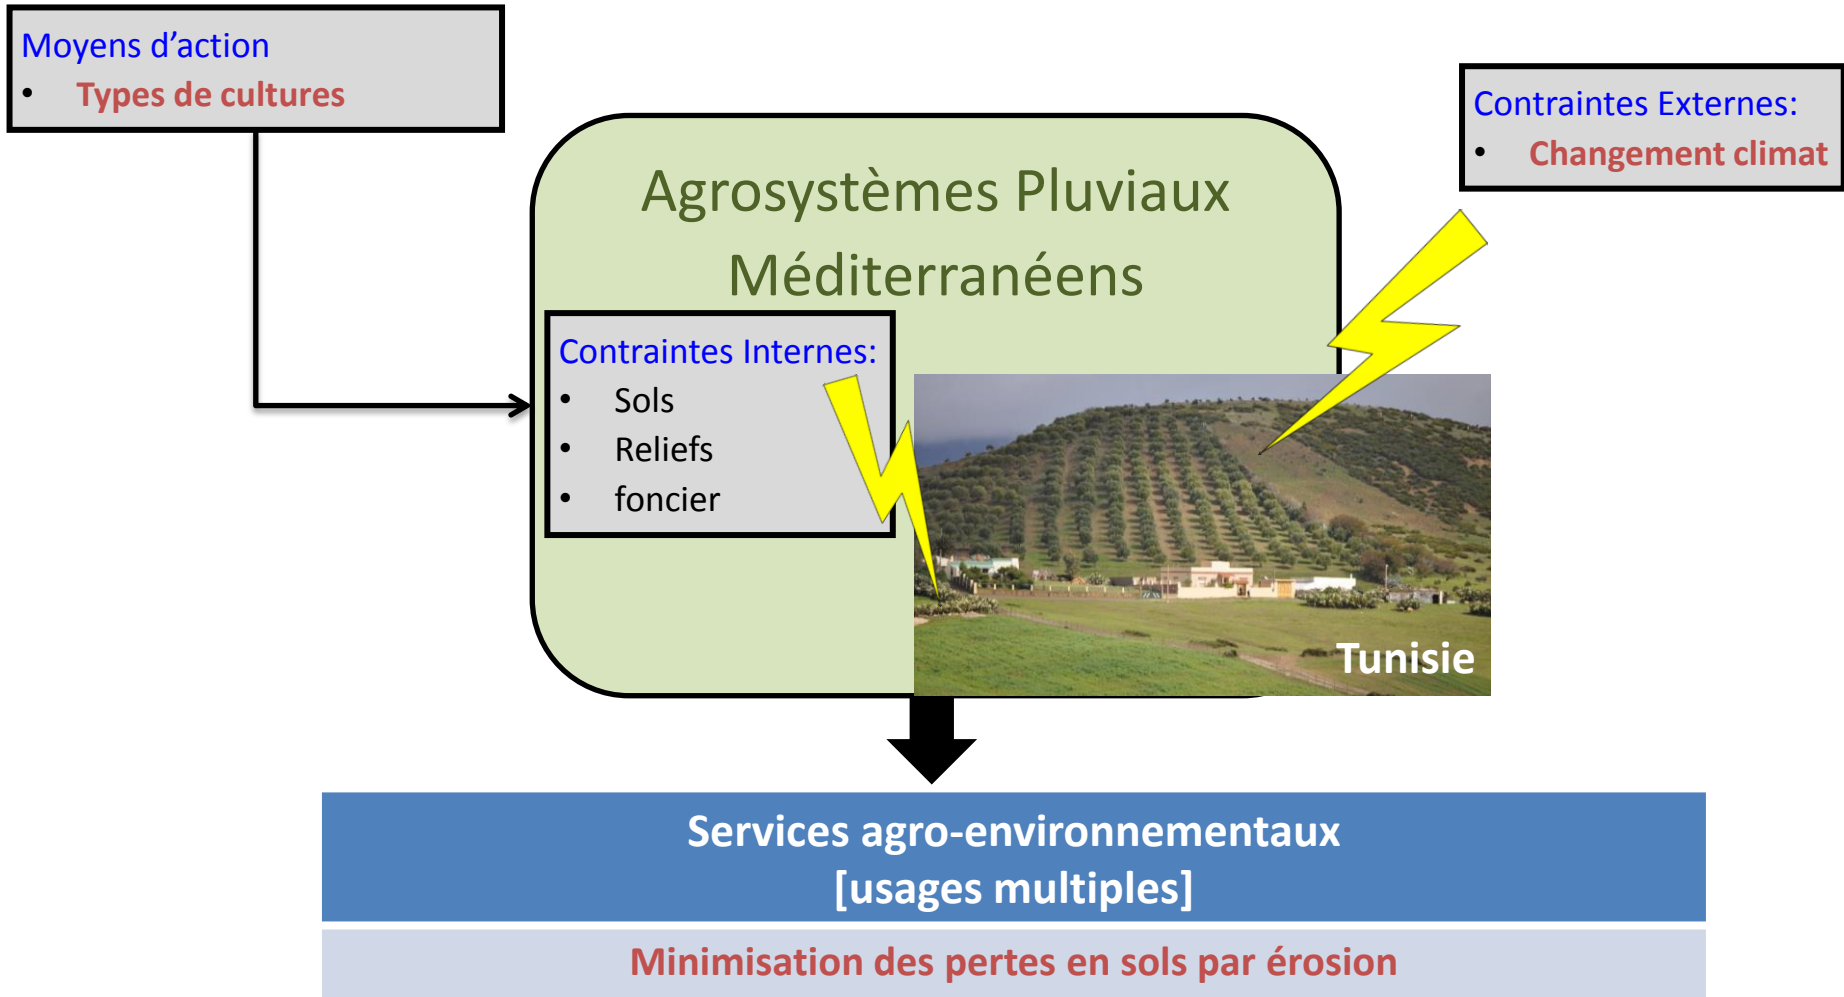 Moyens d’action
• Types de cultures
Contraintes Externes:
• Changement climat
Agrosystèmes Pluviaux
Méditerranéens
Contraintes Internes:
• Sols
• Reliefs
• foncier
Tunisie
Services agro-environnementaux
[usages multiples]
Minimisation des pertes en sols par érosion